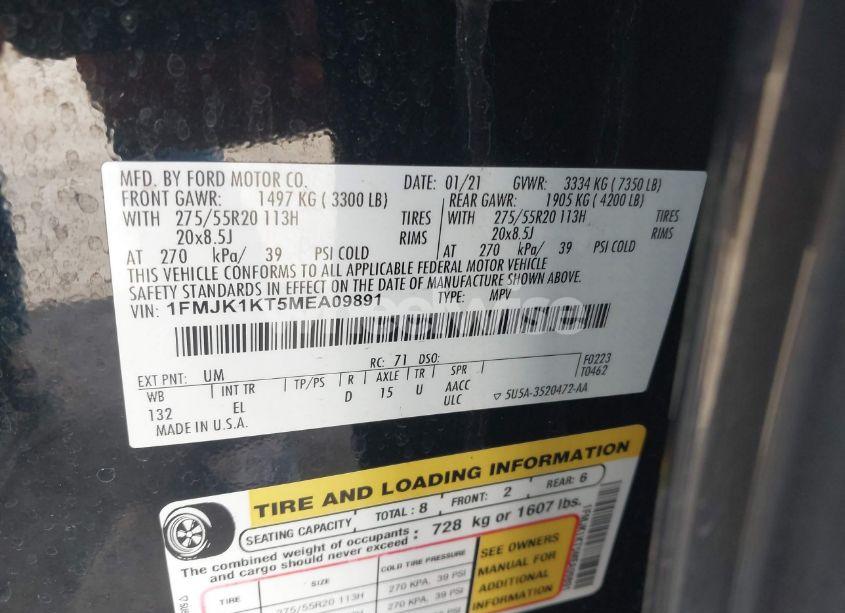 MFD. BY FORD MOTOR CO. DATE: 01/21 GVWR: 3334 KG ( 7350 LB)
FRONT GAWR: 1497 KG ( 3300 LB) REAR GAWR: 1905 KG ( 4200 LB)
WITH 275/55R20 113H TIRES WITH 275/55R20 113H TIRES
20x8.5J RIMS 20x8.5J RIMS
AT 270 kPa/ 39 PSI COLD AT 270 kPa/ 39 PSI COLD
THIS VEHICLE CONFORMS TO ALL APPLICABLE FEDERAL MOTOR VEHICLE
SAFETY STANDARDS IN EFFECT ON THE DATE OF MANUFACTURE SHOWN ABOVE.
VIN: 1FMJK1KT5MEA09891 TYPE: MPV
EXT PNT: UM RC: 71 DSO: F0223
WB INT TR TP/PS R AXLE TR SPR T0462
132 EL D 15 U AACC
ULC ▽ 5U5A-3520472-AA
MADE IN U.S.A.
TIRE AND LOADING INFORMATION
SEATING CAPACITY TOTAL : 8 FRONT: 2 REAR: 6
The combined weight of occupants
and cargo should never exceed : 728 kg or 1607 lbs.
TIRE SIZE COLD TIRE PRESSURE
275/55R20 113H 270 KPA, 39 PSI
SEE OWNERS
MANUAL FOR
ADDITIONAL
INFORMATION